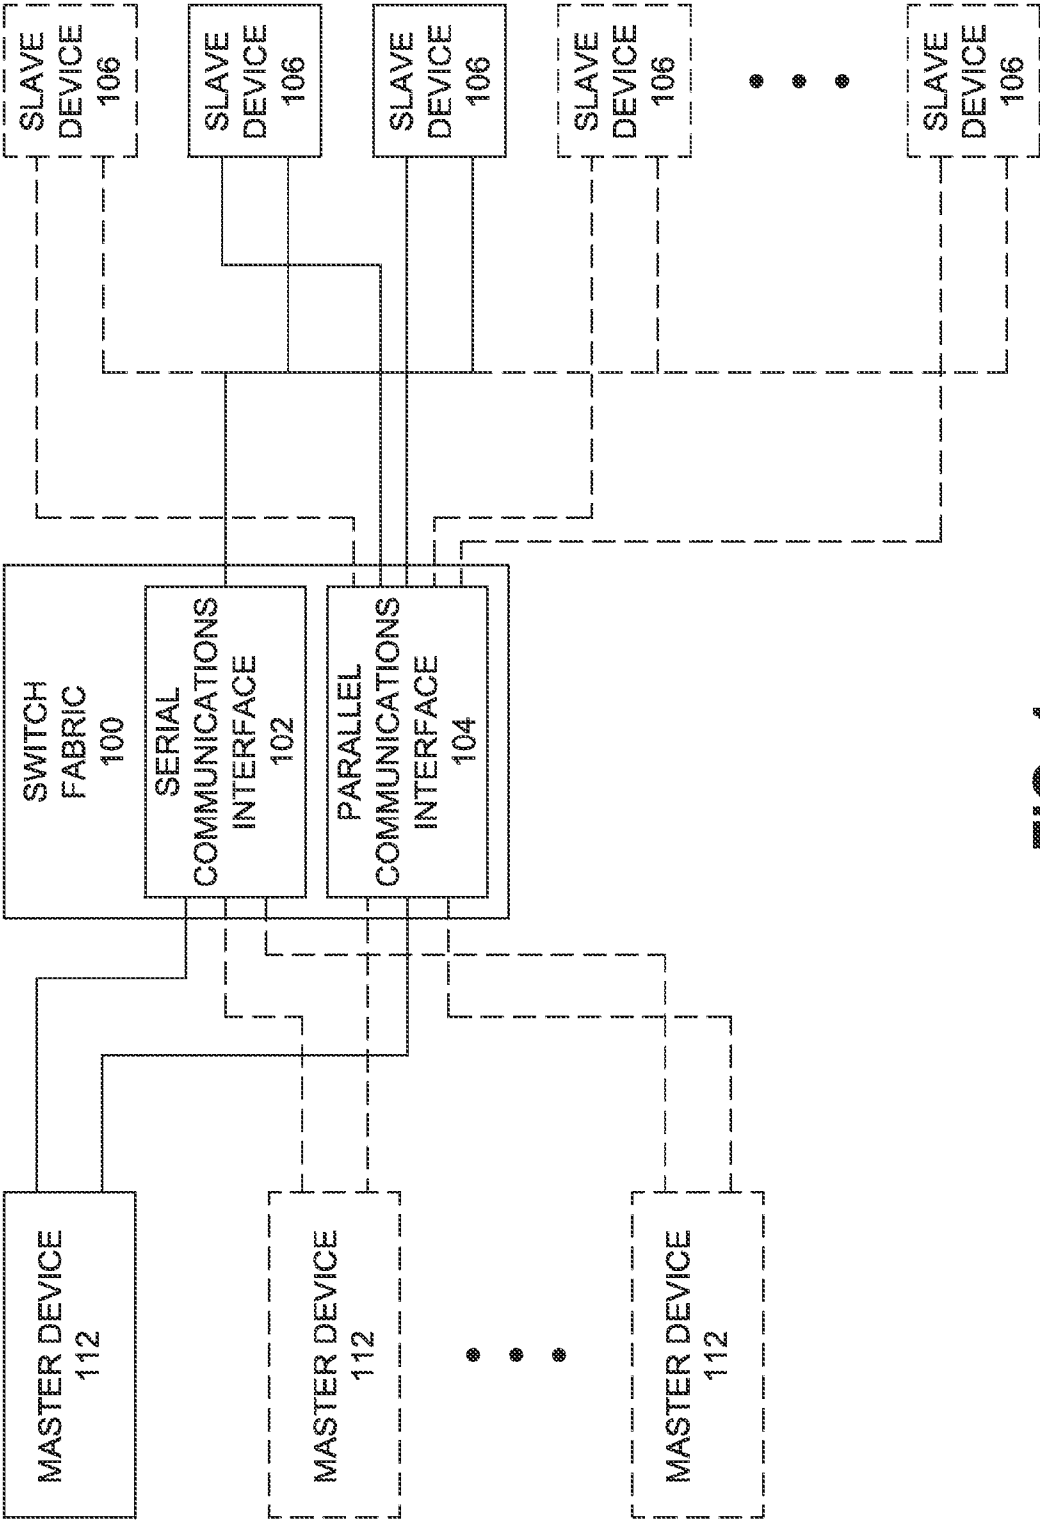 SLAVE
DEVICE
106
SLAVE
DEVICE
106
SLAVE
DEVICE
106
SLAVE
DEVICE
106
SLAVE
DEVICE
106
SWITCH
FABRIC
100
SERIAL
COMMUNICATIONS
INTERFACE
102
PARALLEL
COMMUNICATIONS
INTERFACE
104
MASTER DEVICE
112
MASTER DEVICE
112
MASTER DEVICE
112